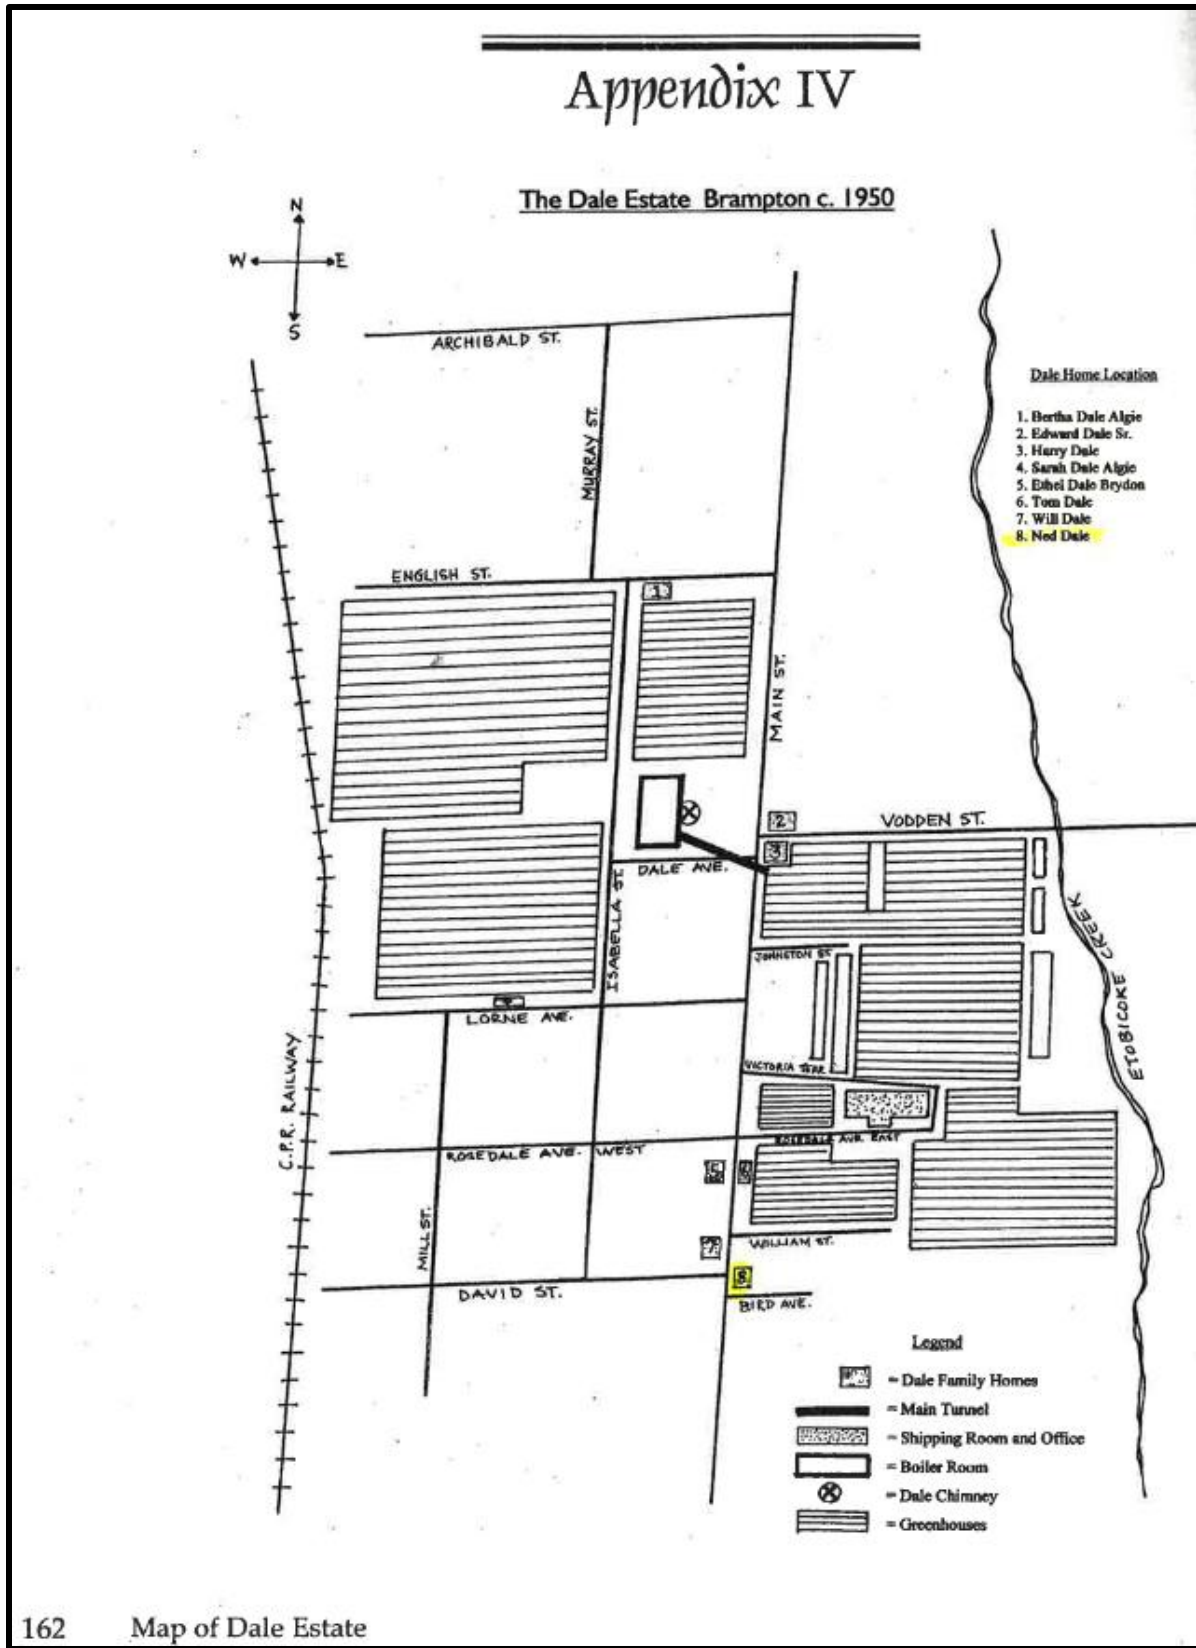 Appendix IV
The Dale Estate Brampton c. 1950
N
W E
S
ARCHIBALD ST.
MURRAY ST.
Dale Home Location
1. Bertha Dale Algie
2. Edward Dale Sr.
3. Harry Dale
4. Sarah Dale Algie
5. Ethel Dale Brydon
6. Tom Dale
7. Will Dale
8. Ned Dale
ENGLISH ST.
1
MAIN ST.
2
VODDEN ST.
3
DALE AVE.
ISABELLA ST.
ETOBICOKE CREEK
JOHNSTON ST.
LORNE AVE.
C.P.R. RAILWAY
VICTORIA TERR.
ROSEDALE AVE. EAST
ROSEDALE AVE. WEST
5
MILL ST.
7
WILLIAM ST.
8
DAVID ST.
BIRD AVE.
Legend
= Dale Family Homes
= Main Tunnel
= Shipping Room and Office
= Boiler Room
= Dale Chimney
= Greenhouses
162 Map of Dale Estate